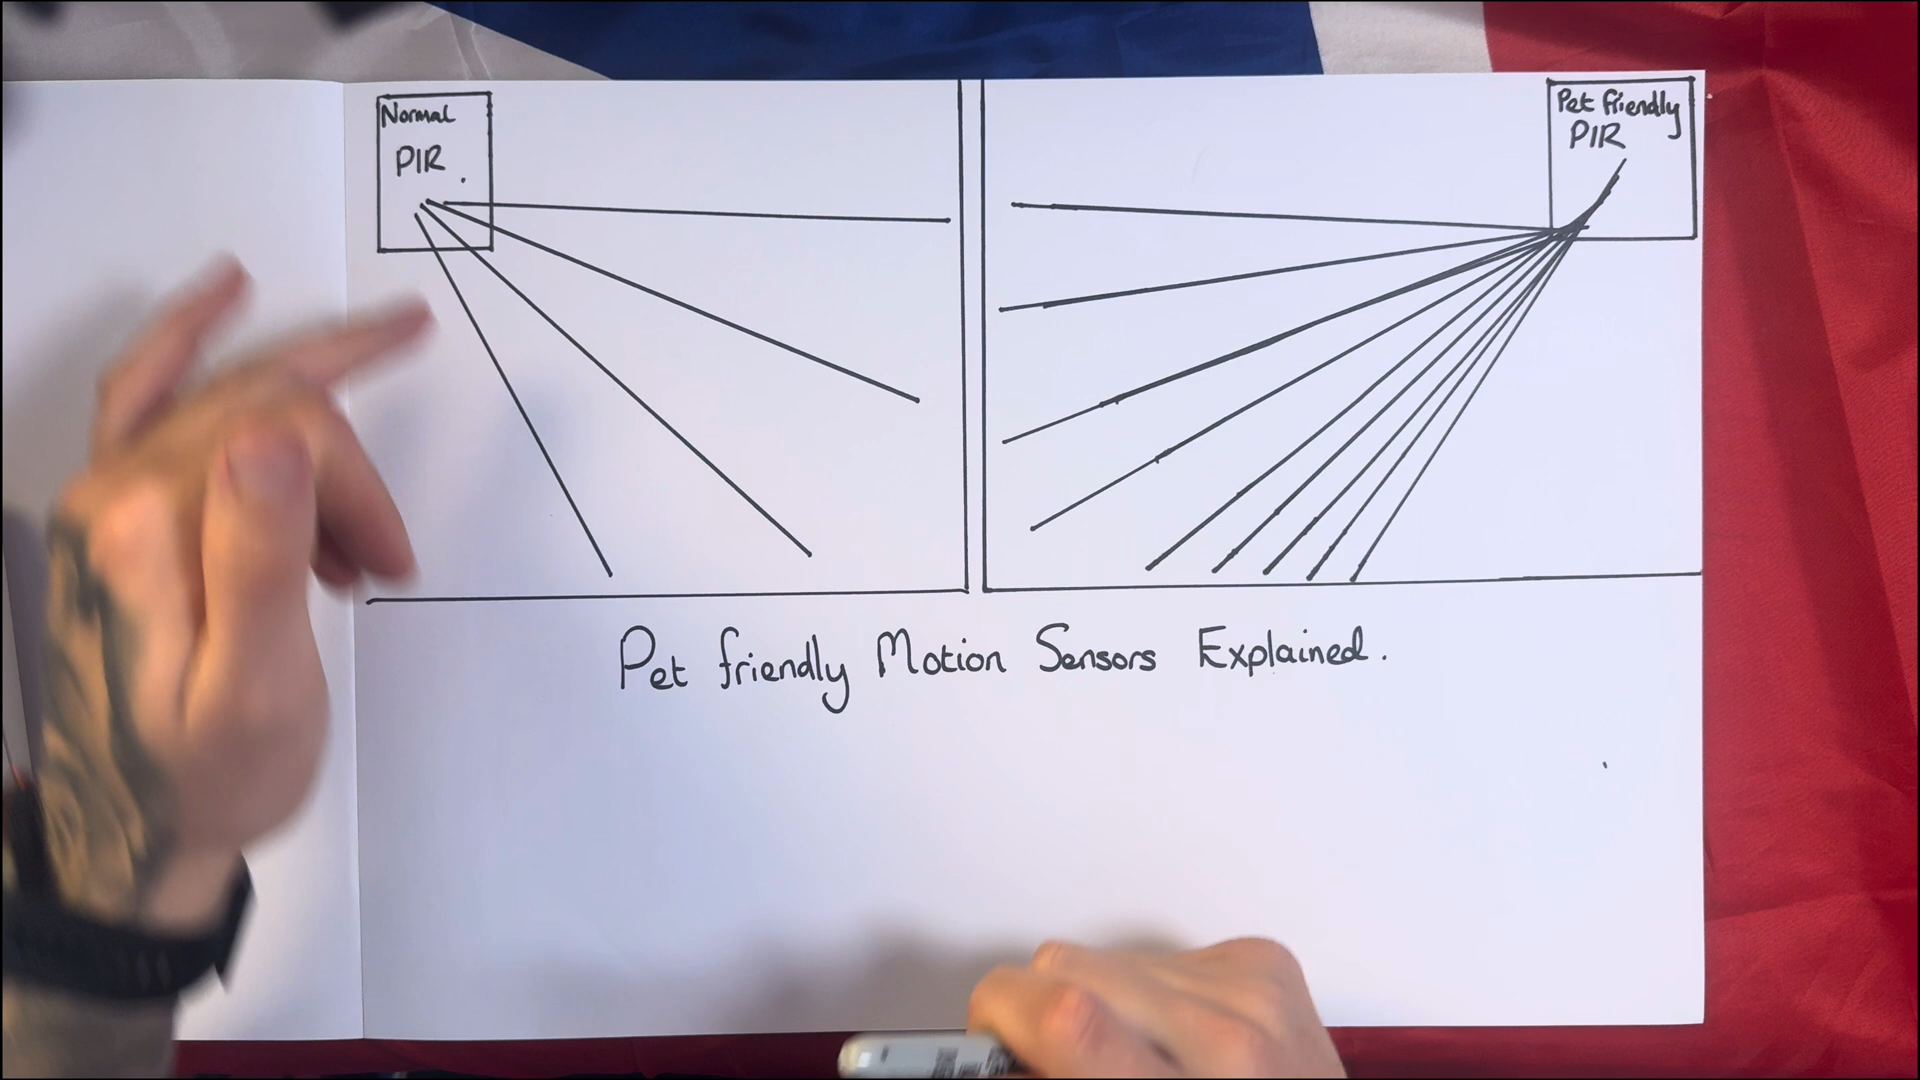 Normal
PIR.
Pet friendly
PIR
Pet friendly Motion Sensors Explained.